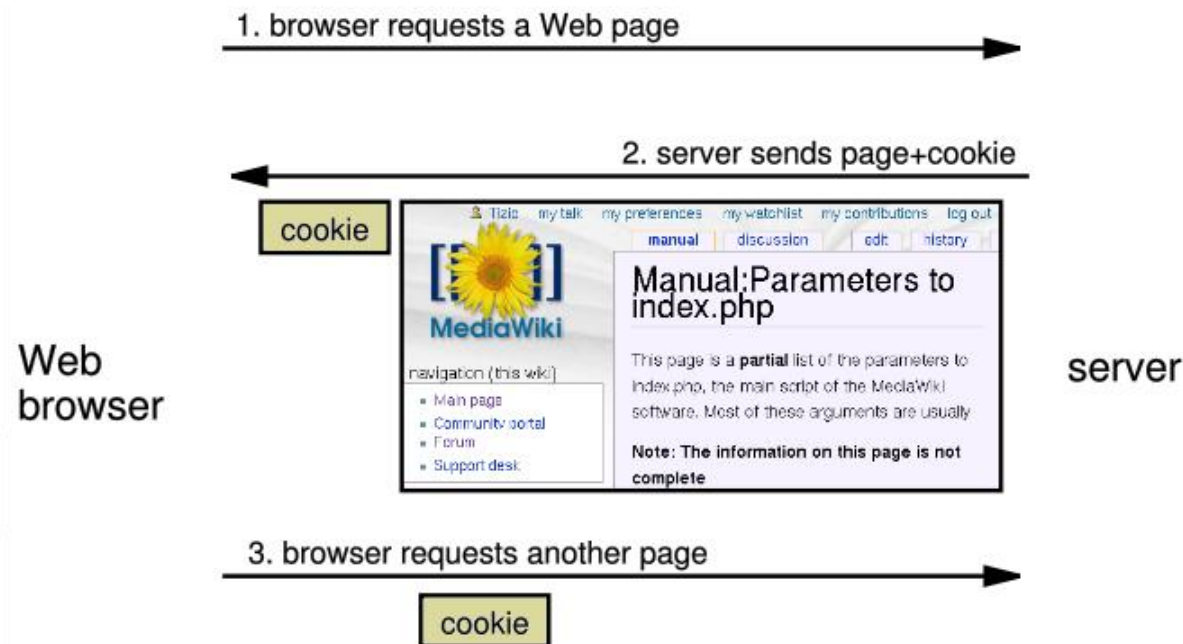 1. browser requests a Web page
2. server sends page+cookie
cookie
Tizio my talk my preferences my watchlist my contributions log out
manual discussion edit history
[[ ]]
MediaWiki
Manual:Parameters to
index.php
This page is a partial list of the parameters to
index.php, the main script of the MediaWiki
software. Most of these arguments are usually
Note: The information on this page is not
complete
navigation (this wiki)
Main page
Community portal
Forum
Support desk
Web
browser
server
3. browser requests another page
cookie